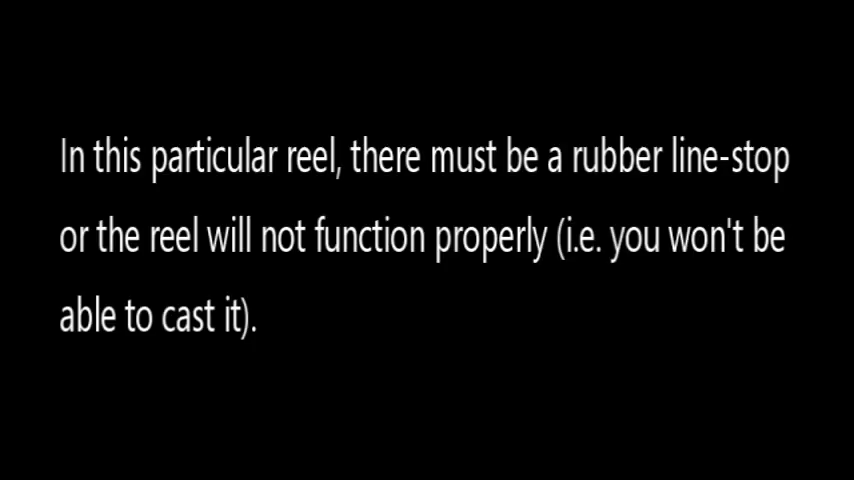 In this particular reel, there must be a rubber line-stop
or the reel will not function properly (i.e. you won't be
able to cast it).